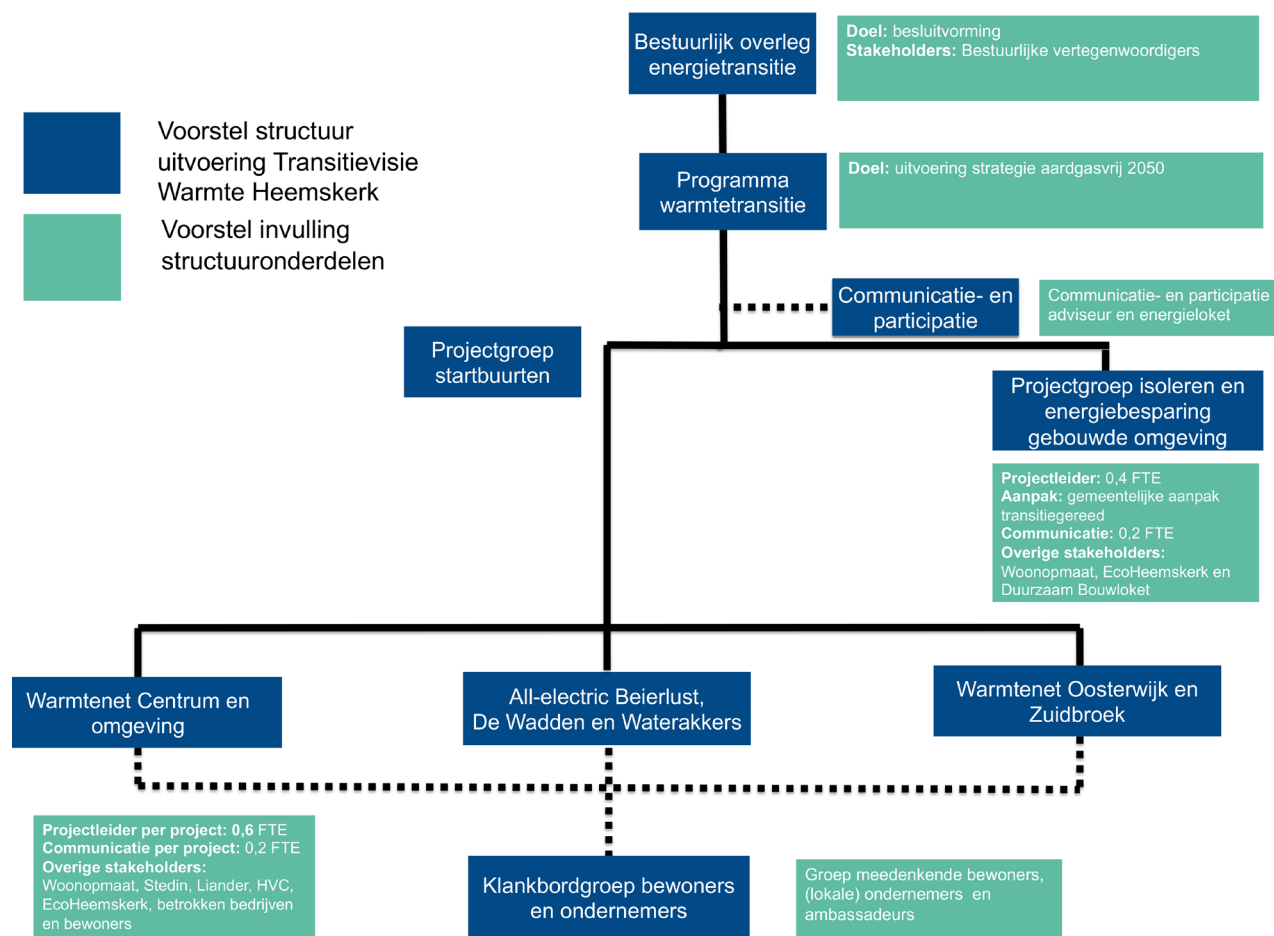 Bestuurlijk overleg
energietransitie
Doel: besluitvorming
Stakeholders: Bestuurlijke vertegenwoordigers
Voorstel structuur
uitvoering Transitievisie
Warmte Heemskerk
Voorstel invulling
structuuronderdelen
Programma
warmtetransitie
Doel: uitvoering strategie aardgasvrij 2050
Communicatie- en
participatie
Communicatie- en participatie
adviseur en energieloket
Projectgroep
startbuurten
Projectgroep isoleren en
energiebesparing
gebouwde omgeving
Projectleider: 0,4 FTE
Aanpak: gemeentelijke aanpak
transitiegereed
Communicatie: 0,2 FTE
Overige stakeholders:
Woonopmaat, EcoHeemskerk en
Duurzaam Bouwloket
Warmtenet Centrum en
omgeving
All-electric Beierlust,
De Wadden en Waterakkers
Warmtenet Oosterwijk en
Zuidbroek
Projectleider per project: 0,6 FTE
Communicatie per project: 0,2 FTE
Overige stakeholders:
Woonopmaat, Stedin, Liander, HVC,
EcoHeemskerk, betrokken bedrijven
en bewoners
Klankbordgroep bewoners
en ondernemers
Groep meedenkende bewoners,
(lokale) ondernemers en
ambassadeurs